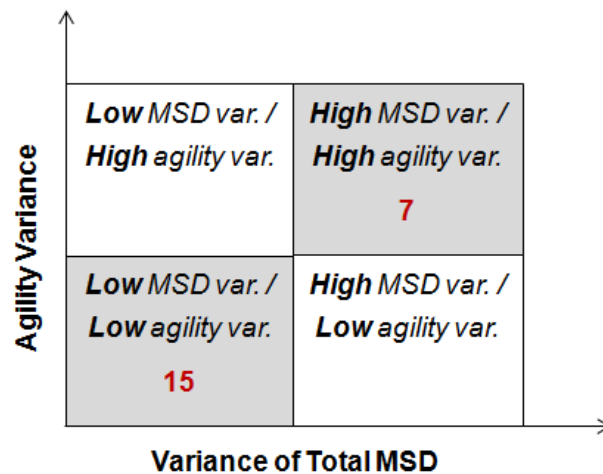 Agility Variance
Low MSD var. /
High agility var.
High MSD var. /
High agility var.
7
Low MSD var. /
Low agility var.
15
High MSD var. /
Low agility var.
Variance of Total MSD